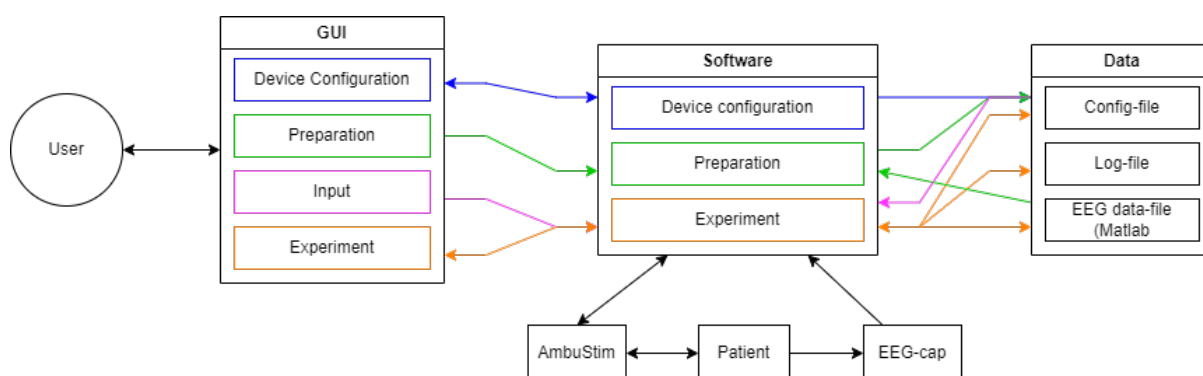 GUI
Device Configuration
Preparation
Input
Experiment
User
Software
Device configuration
Preparation
Experiment
Data
Config-file
Log-file
EEG data-file
(Matlab
AmbuStim
Patient
EEG-cap